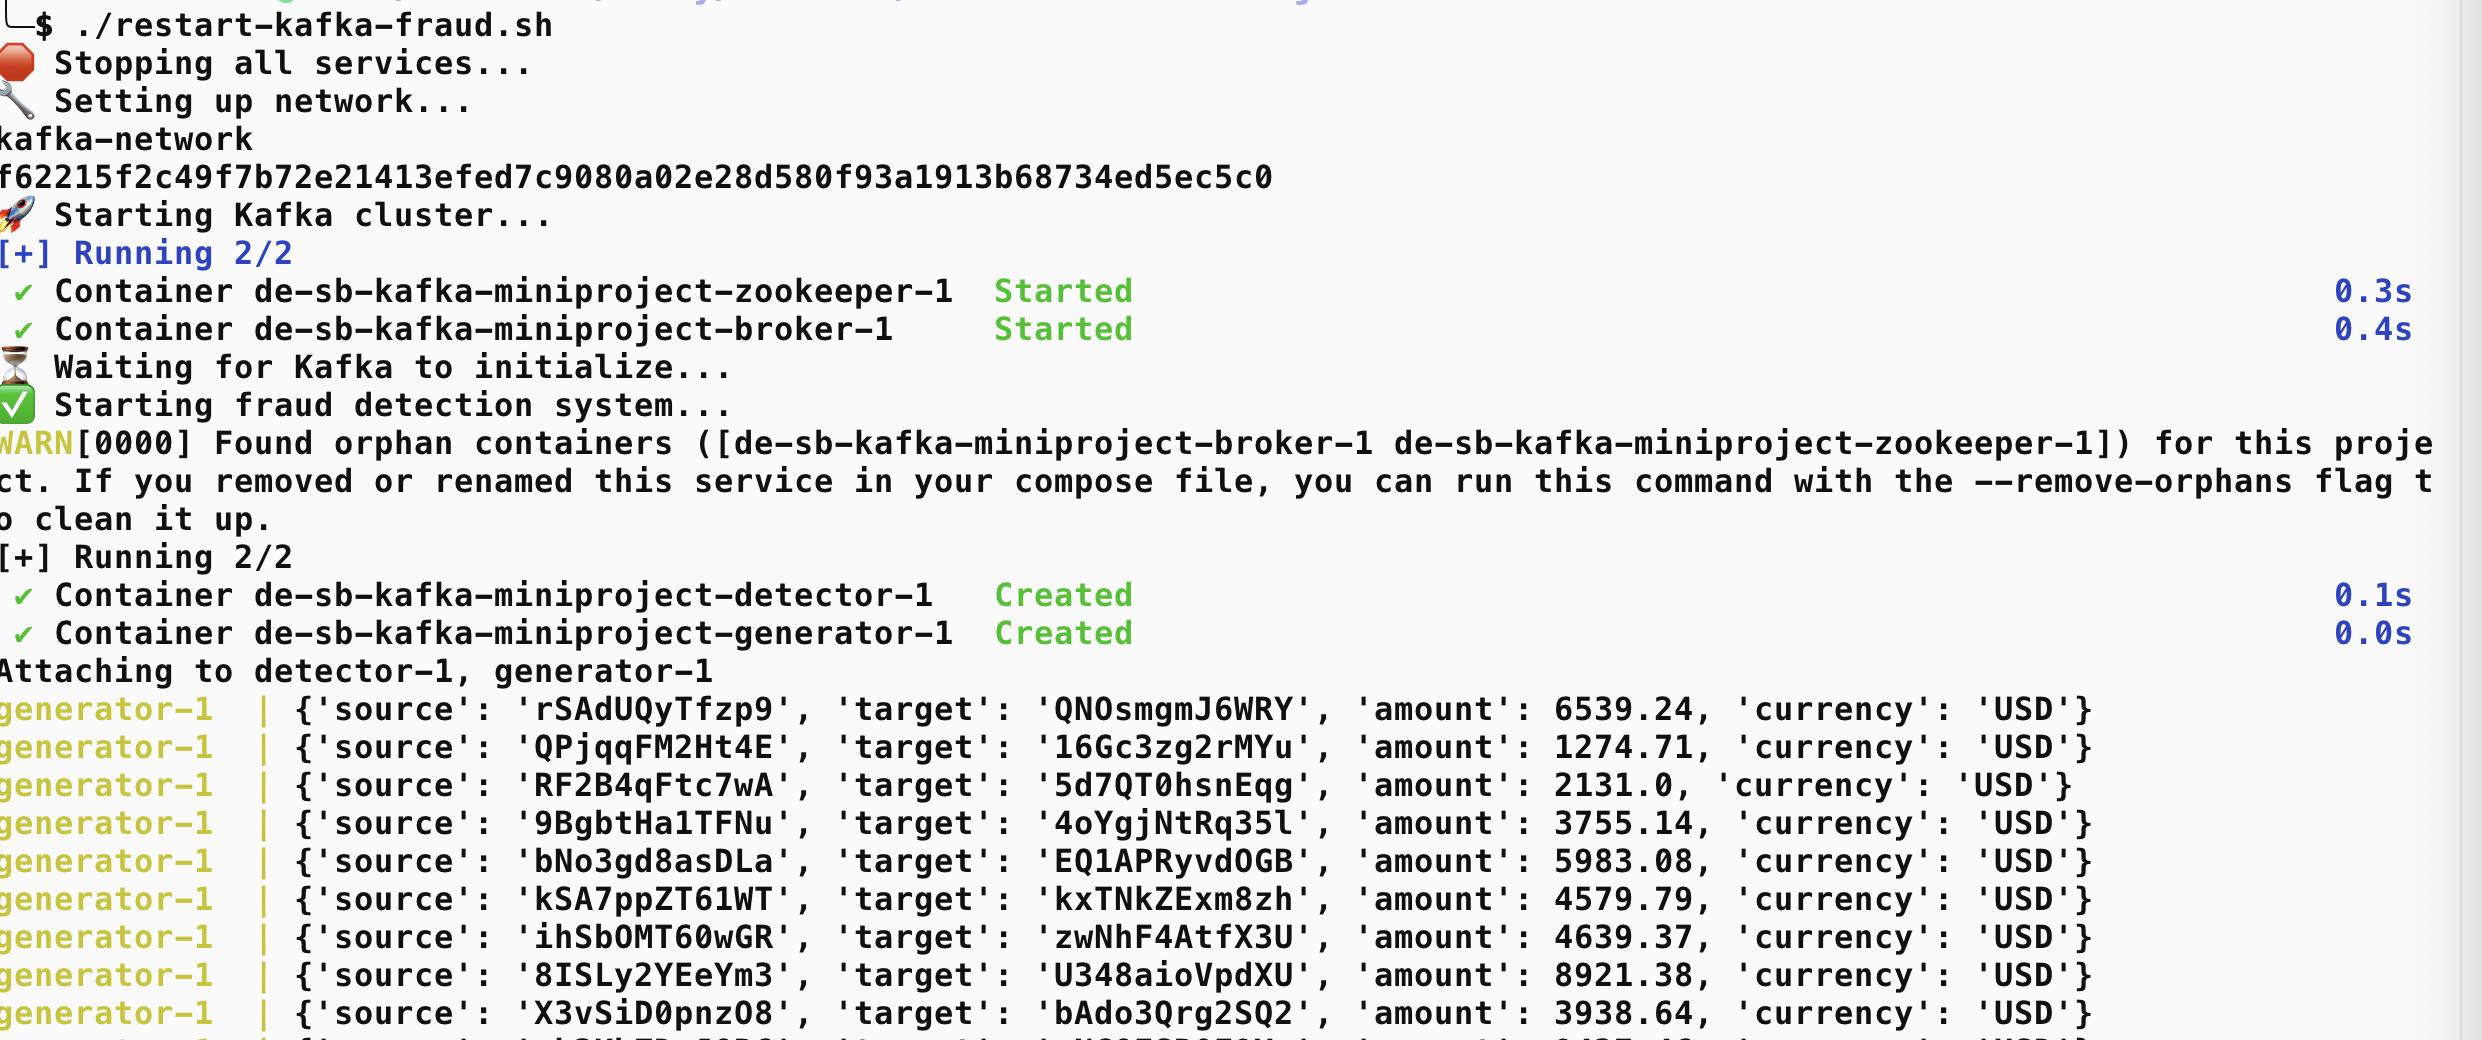 $ ./restart-kafka-fraud.sh
🛑 Stopping all services...
🔧 Setting up network...
kafka-network
f62215f2c49f7b72e21413efed7c9080a02e28d580f93a1913b68734ed5ec5c0
🚀 Starting Kafka cluster...
[+] Running 2/2
✔ Container de-sb-kafka-miniproject-zookeeper-1 Started 0.3s
✔ Container de-sb-kafka-miniproject-broker-1 Started 0.4s
⏳ Waiting for Kafka to initialize...
✅ Starting fraud detection system...
WARN[0000] Found orphan containers ([de-sb-kafka-miniproject-broker-1 de-sb-kafka-miniproject-zookeeper-1]) for this proje
ct. If you removed or renamed this service in your compose file, you can run this command with the --remove-orphans flag t
o clean it up.
[+] Running 2/2
✔ Container de-sb-kafka-miniproject-detector-1 Created 0.1s
✔ Container de-sb-kafka-miniproject-generator-1 Created 0.0s
Attaching to detector-1, generator-1
generator-1 | {'source': 'rSAdUQyTfzp9', 'target': 'QNOsmgmJ6WRY', 'amount': 6539.24, 'currency': 'USD'}
generator-1 | {'source': 'QPjqqFM2Ht4E', 'target': '16Gc3zg2rMYu', 'amount': 1274.71, 'currency': 'USD'}
generator-1 | {'source': 'RF2B4qFtc7wA', 'target': '5d7QT0hsnEqg', 'amount': 2131.0, 'currency': 'USD'}
generator-1 | {'source': '9BgbtHa1TFNu', 'target': '4oYgjNtRq35l', 'amount': 3755.14, 'currency': 'USD'}
generator-1 | {'source': 'bNo3gd8asDLa', 'target': 'EQ1APRyvdOGB', 'amount': 5983.08, 'currency': 'USD'}
generator-1 | {'source': 'kSA7ppZT61WT', 'target': 'kxTNkZExm8zh', 'amount': 4579.79, 'currency': 'USD'}
generator-1 | {'source': 'ihSbOMT60wGR', 'target': 'zwNhF4AtfX3U', 'amount': 4639.37, 'currency': 'USD'}
generator-1 | {'source': '8ISLy2YEeYm3', 'target': 'U348aioVpdXU', 'amount': 8921.38, 'currency': 'USD'}
generator-1 | {'source': 'X3vSiD0pnzO8', 'target': 'bAdo3Qrg2SQ2', 'amount': 3938.64, 'currency': 'USD'}